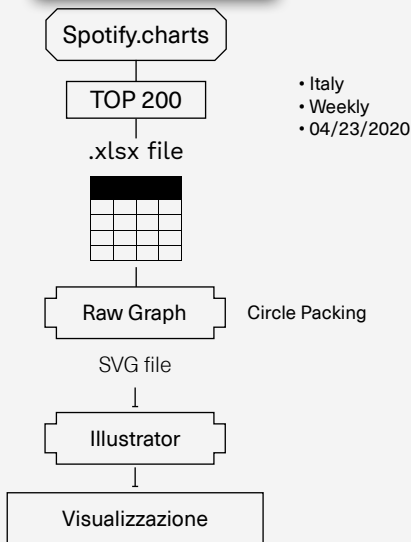 Spotify.charts
TOP 200
• Italy
• Weekly
• 04/23/2020
.xlsx file
Raw Graph
Circle Packing
SVG file
Illustrator
Visualizzazione